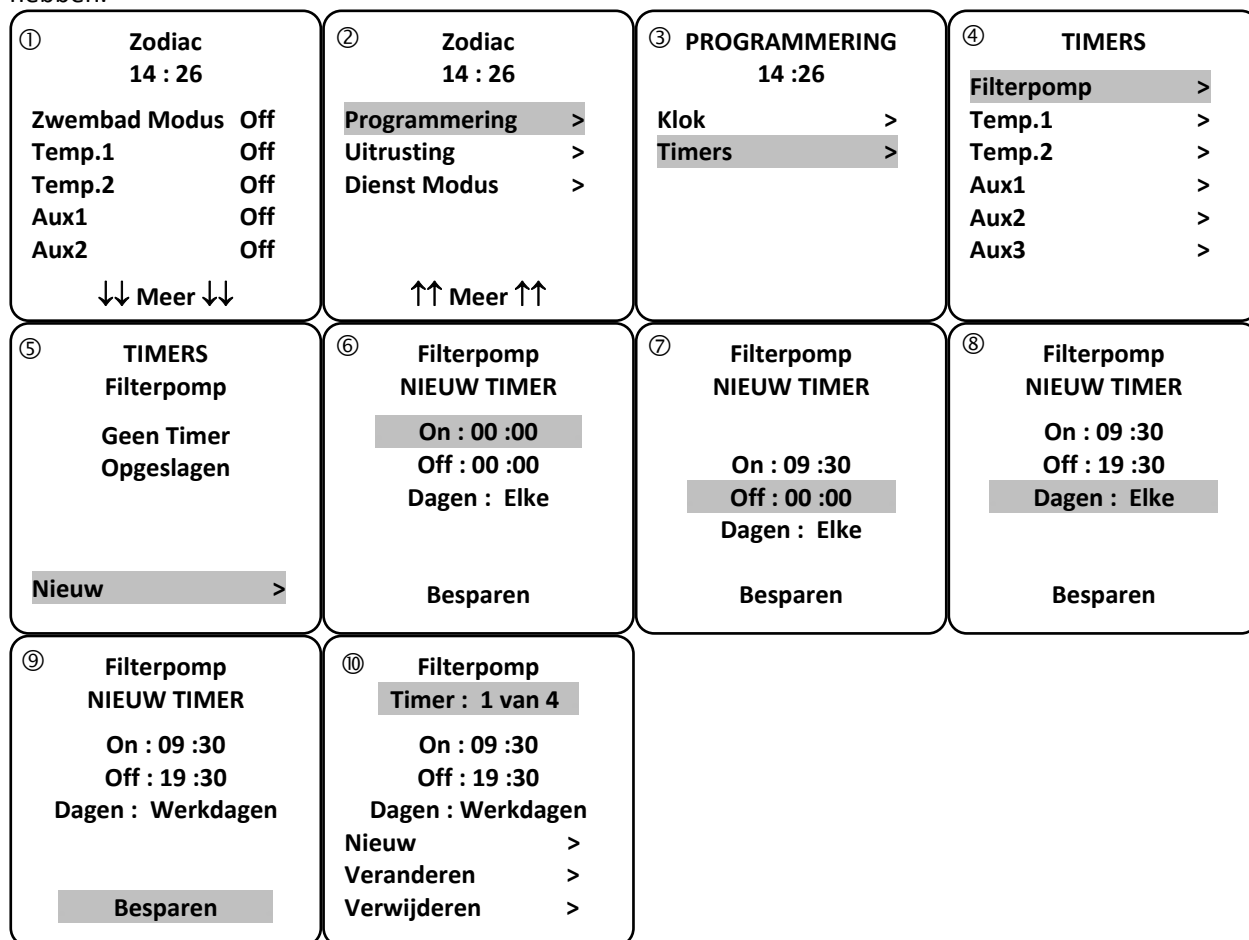 hebben.
① Zodiac
14 : 26
Zwembad Modus Off
Temp.1 Off
Temp.2 Off
Aux1 Off
Aux2 Off
↓↓ Meer ↓↓
② Zodiac
14 : 26
Programmering >
Uitrusting >
Dienst Modus >
↑↑ Meer ↑↑
③ PROGRAMMERING
14 :26
Klok >
Timers >
④ TIMERS
Filterpomp >
Temp.1 >
Temp.2 >
Aux1 >
Aux2 >
Aux3 >
⑤ TIMERS
Filterpomp
Geen Timer
Opgeslagen
Nieuw >
⑥ Filterpomp
NIEUW TIMER
On : 00 :00
Off : 00 :00
Dagen : Elke
Besparen
⑦ Filterpomp
NIEUW TIMER
On : 09 :30
Off : 00 :00
Dagen : Elke
Besparen
⑧ Filterpomp
NIEUW TIMER
On : 09 :30
Off : 19 :30
Dagen : Elke
Besparen
⑨ Filterpomp
NIEUW TIMER
On : 09 :30
Off : 19 :30
Dagen : Werkdagen
Besparen
⑩ Filterpomp
Timer : 1 van 4
On : 09 :30
Off : 19 :30
Dagen : Werkdagen
Nieuw >
Veranderen >
Verwijderen >